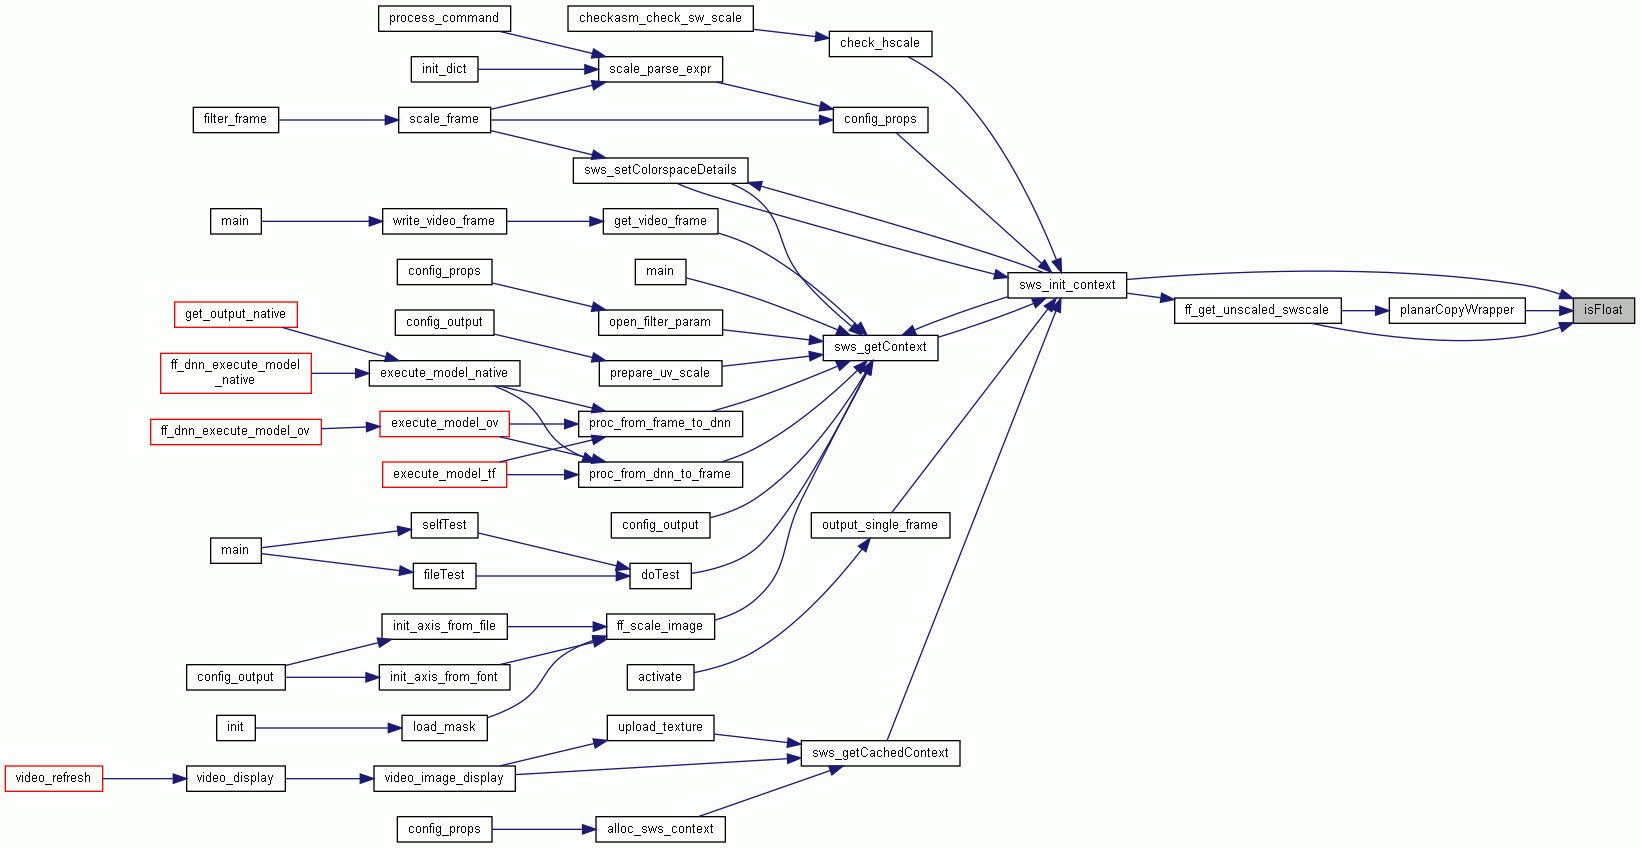 process_command
checkasm_check_sw_scale
check_hscale
init_dict
scale_parse_expr
filter_frame
scale_frame
config_props
sws_setColorspaceDetails
main
write_video_frame
get_video_frame
config_props
main
sws_init_context
get_output_native
config_output
open_filter_param
ff_get_unscaled_swscale
planarCopyWrapper
isFloat
sws_getContext
ff_dnn_execute_model
_native
execute_model_native
prepare_uv_scale
ff_dnn_execute_model_ov
execute_model_ov
proc_from_frame_to_dnn
execute_model_tf
proc_from_dnn_to_frame
selfTest
config_output
output_single_frame
main
fileTest
doTest
init_axis_from_file
ff_scale_image
config_output
init_axis_from_font
activate
init
load_mask
upload_texture
sws_getCachedContext
video_refresh
video_display
video_image_display
config_props
alloc_sws_context